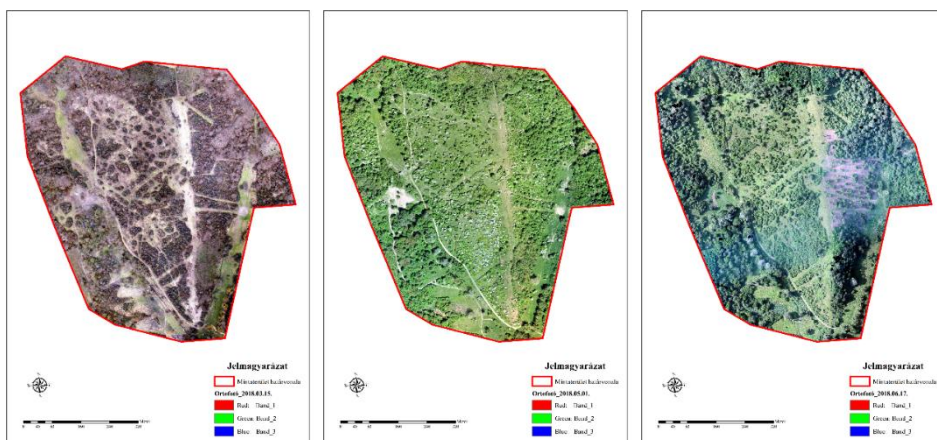 Jelmagyarázat
Mintaterület határvonala
Ortofotó_2018.03.15.
Red: Band_1
Green: Band_2
Blue: Band_3
Jelmagyarázat
Mintaterület határvonala
Ortofotó_2018.05.01.
Red: Band_1
Green: Band_2
Blue: Band_3
Jelmagyarázat
Mintaterület határvonala
Ortofotó_2018.06.17.
Red: Band_1
Green: Band_2
Blue: Band_3